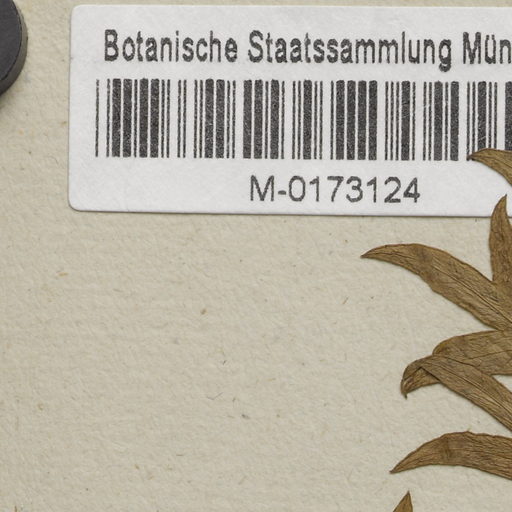 Botanische Staatssammlung Mün
M-0173124